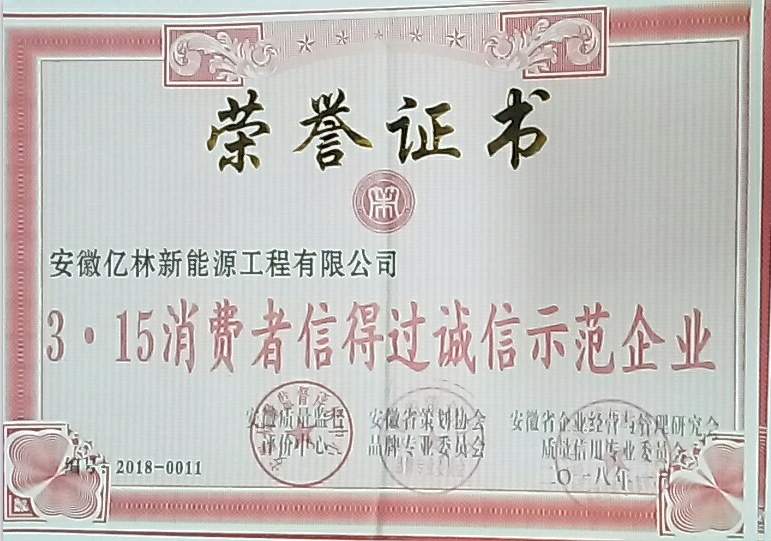 荣誉证书
安徽亿林新能源工程有限公司
3·15消费者信得过诚信示范企业
安徽质量监督 安徽省策划协会 安徽省企业经营与管理研究会
评价中心 品牌专业委员会 质量信用专业委员会
编号：2018-0011 二〇一八年